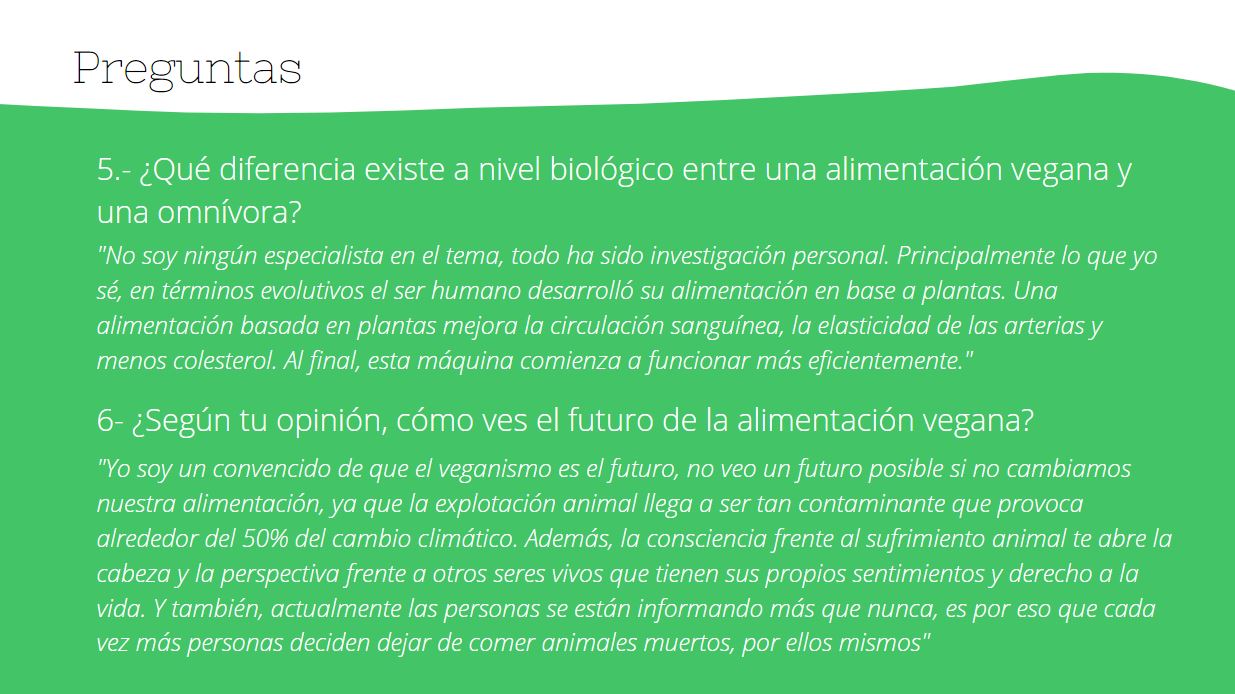 Preguntas
5.- ¿Qué diferencia existe a nivel biológico entre una alimentación vegana y
una omnívora?
"No soy ningún especialista en el tema, todo ha sido investigación personal. Principalmente lo que yo
sé, en términos evolutivos el ser humano desarrolló su alimentación en base a plantas. Una
alimentación basada en plantas mejora la circulación sanguínea, la elasticidad de las arterias y
menos colesterol. Al final, esta máquina comienza a funcionar más eficientemente."
6- ¿Según tu opinión, cómo ves el futuro de la alimentación vegana?
"Yo soy un convencido de que el veganismo es el futuro, no veo un futuro posible si no cambiamos
nuestra alimentación, ya que la explotación animal llega a ser tan contaminante que provoca
alrededor del 50% del cambio climático. Además, la consciencia frente al sufrimiento animal te abre la
cabeza y la perspectiva frente a otros seres vivos que tienen sus propios sentimientos y derecho a la
vida. Y también, actualmente las personas se están informando más que nunca, es por eso que cada
vez más personas deciden dejar de comer animales muertos, por ellos mismos"